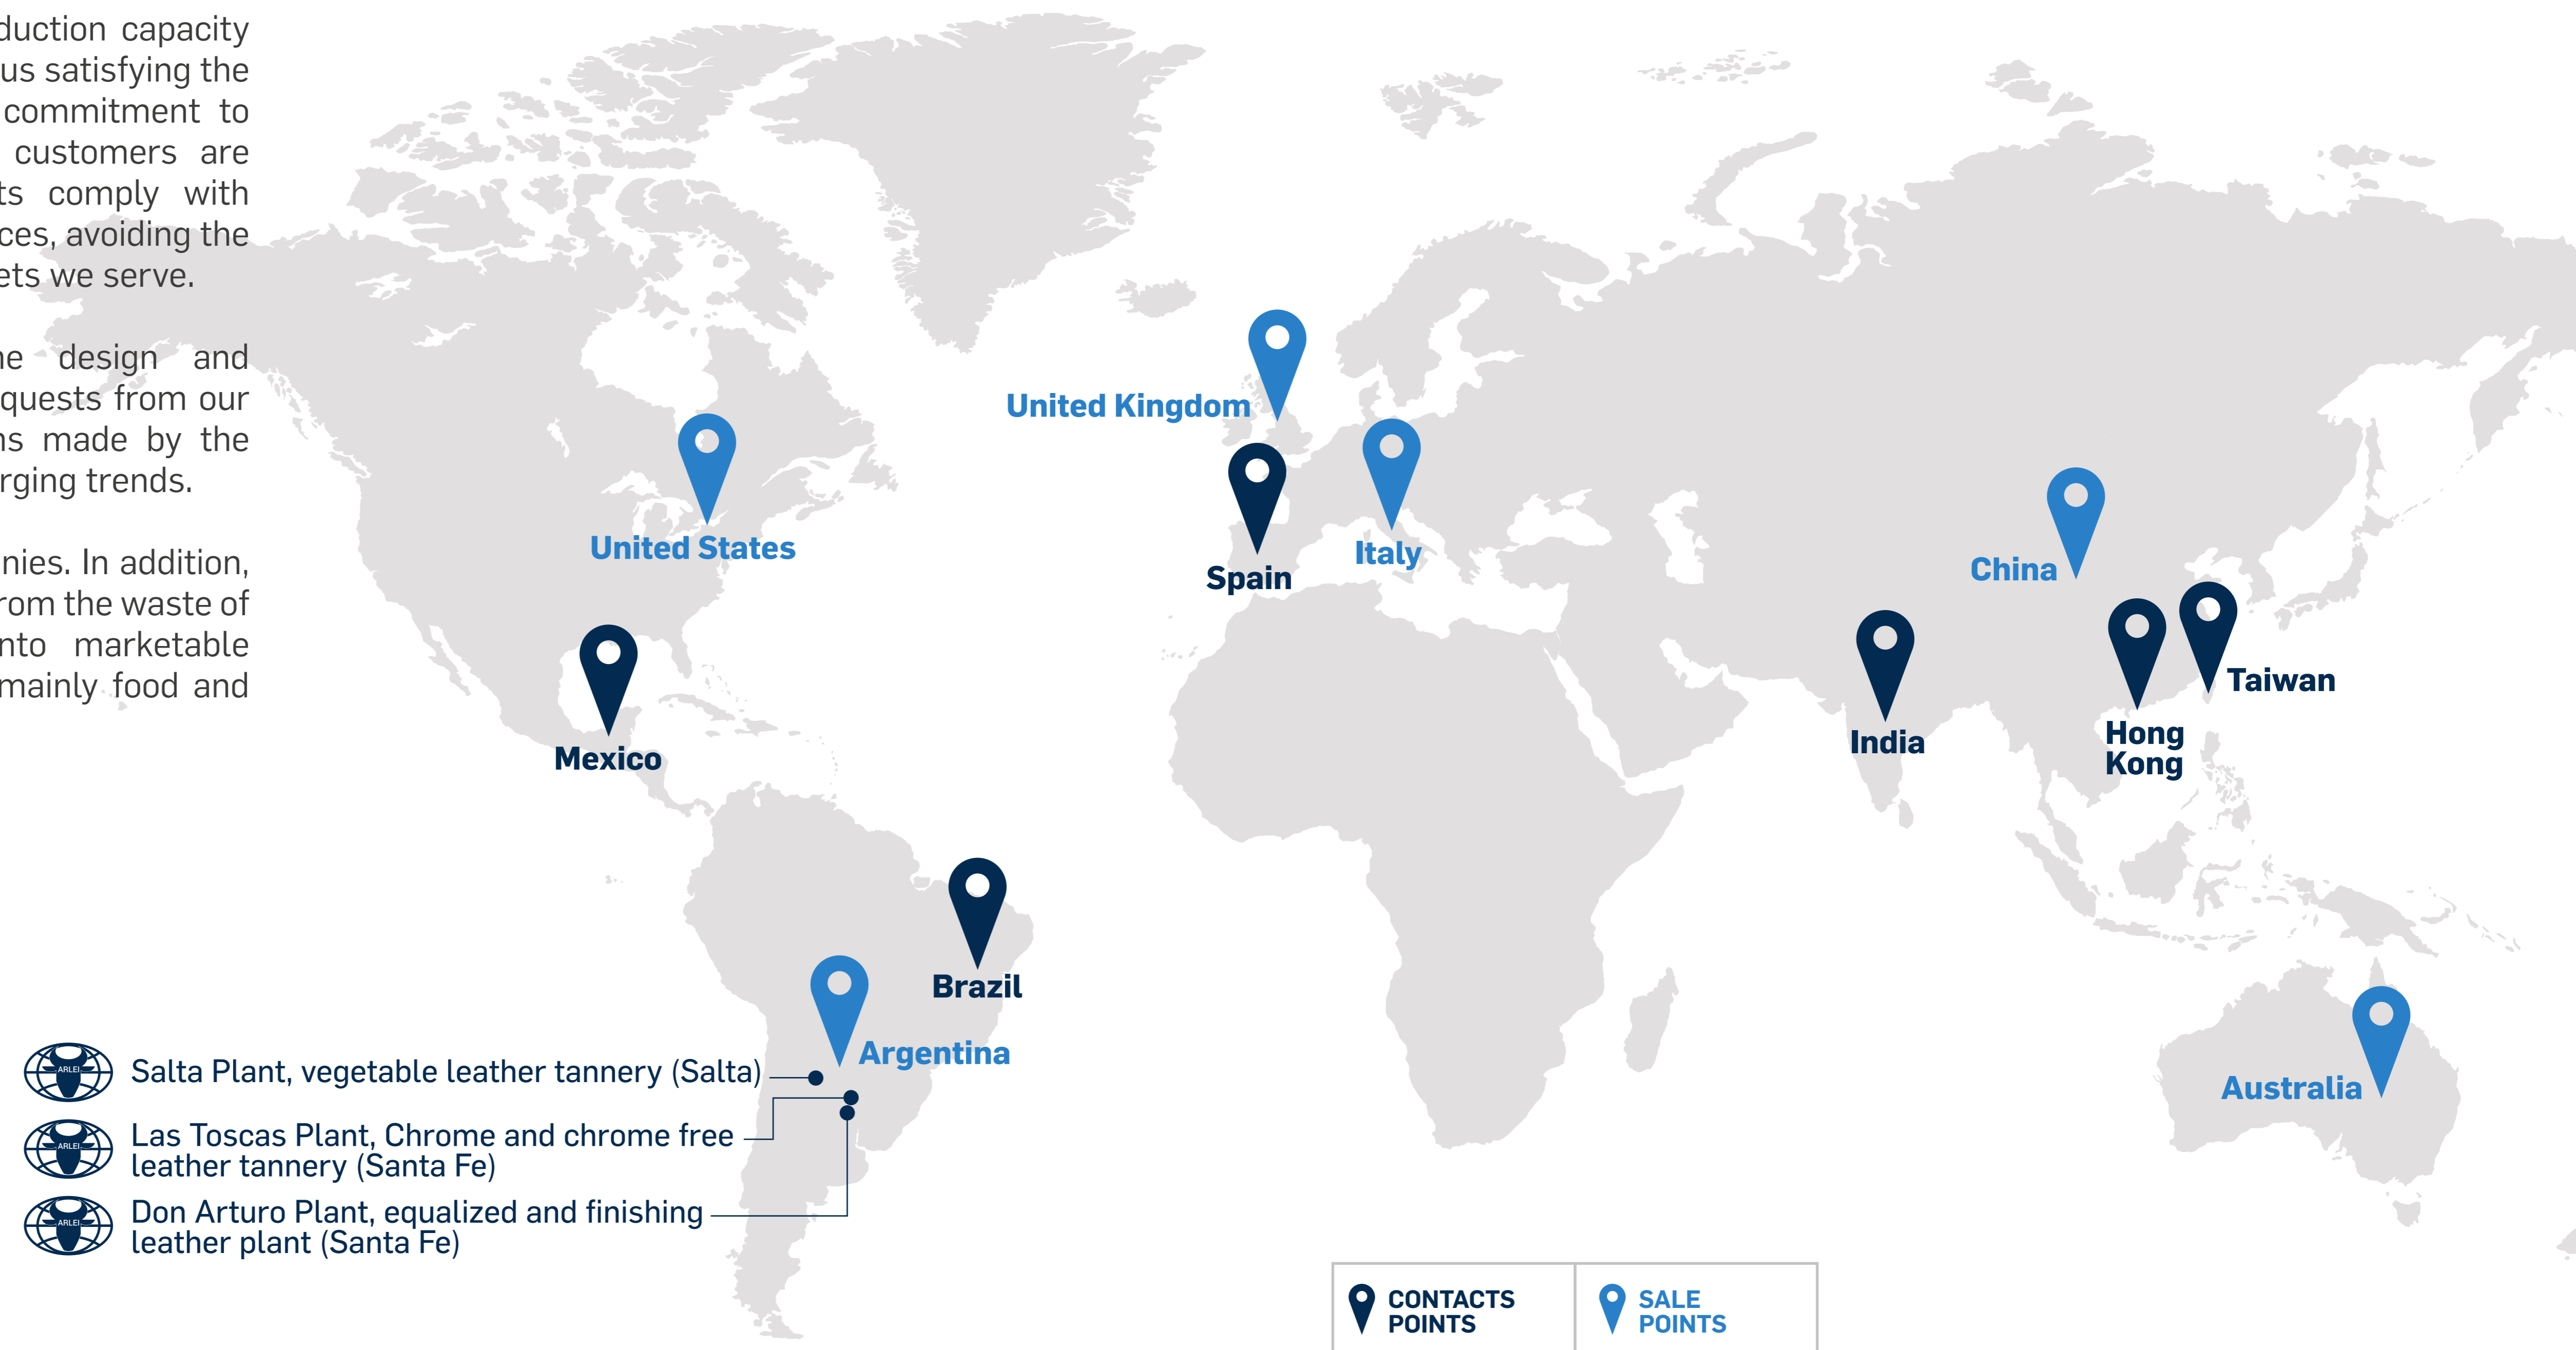 duction capacity
us satisfying the
commitment to
customers are
ts comply with
ces, avoiding the
ets we serve.
ne design and
quests from our
ns made by the
rging trends.
nies. In addition,
rom the waste of
nto marketable
mainly food and
United Kingdom
United States
Spain
Italy
China
Mexico
India
Hong
Kong
Taiwan
Brazil
Argentina
Australia
ARLEI
Salta Plant, vegetable leather tannery (Salta)
ARLEI
Las Toscas Plant, Chrome and chrome free
leather tannery (Santa Fe)
ARLEI
Don Arturo Plant, equalized and finishing
leather plant (Santa Fe)
CONTACTS
POINTS
SALE
POINTS